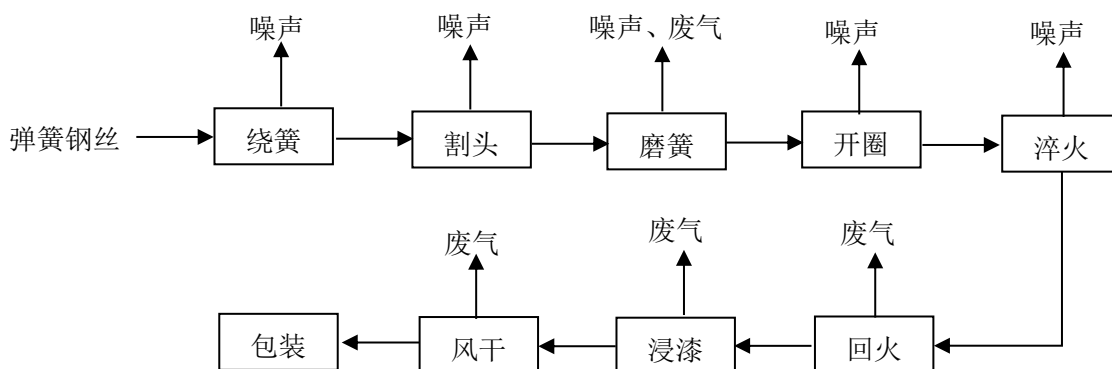 噪声 噪声 噪声、废气 噪声 噪声
弹簧钢丝 绕簧 割头 磨簧 开圈 淬火
废气 废气 废气
包装 风干 浸漆 回火